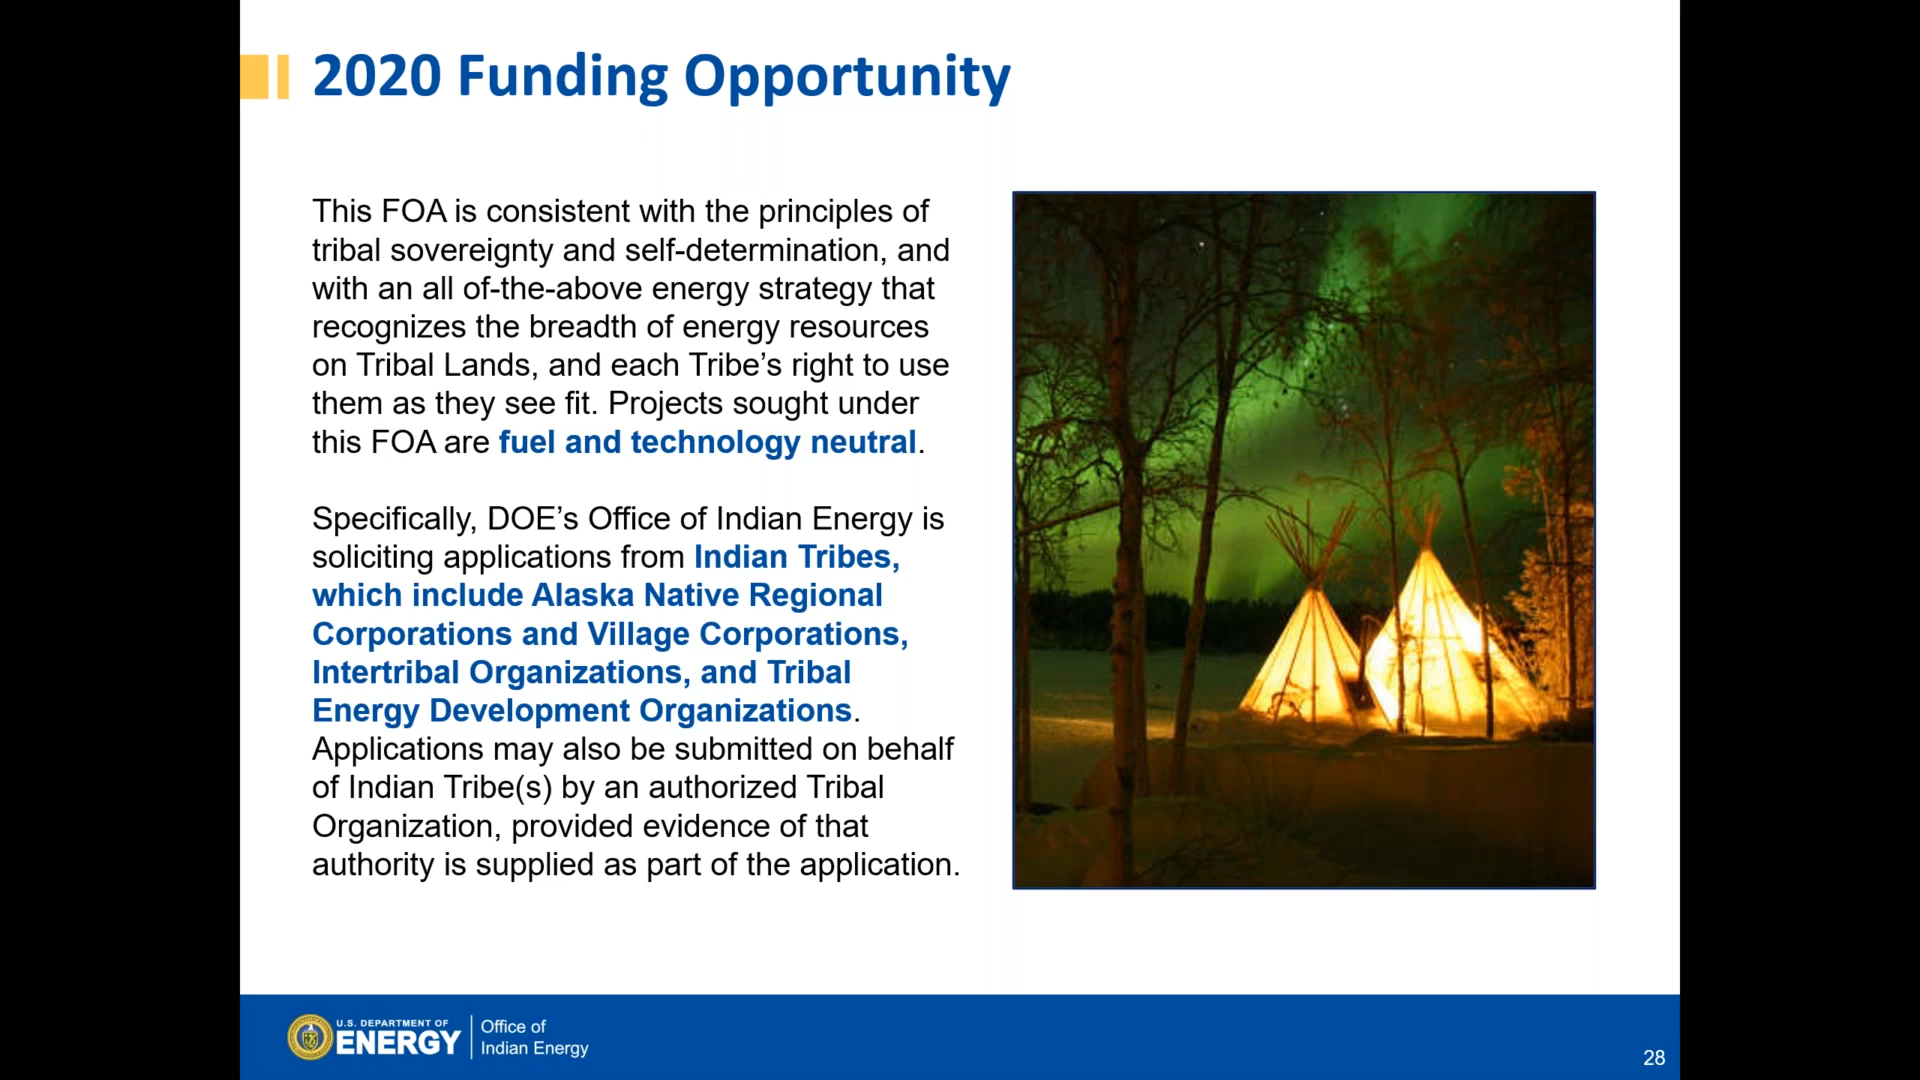 2020 Funding Opportunity
This FOA is consistent with the principles of
tribal sovereignty and self-determination, and
with an all of-the-above energy strategy that
recognizes the breadth of energy resources
on Tribal Lands, and each Tribe’s right to use
them as they see fit. Projects sought under
this FOA are fuel and technology neutral.
Specifically, DOE’s Office of Indian Energy is
soliciting applications from Indian Tribes,
which include Alaska Native Regional
Corporations and Village Corporations,
Intertribal Organizations, and Tribal
Energy Development Organizations.
Applications may also be submitted on behalf
of Indian Tribe(s) by an authorized Tribal
Organization, provided evidence of that
authority is supplied as part of the application.
U.S. DEPARTMENT OF
ENERGY
Office of
Indian Energy
28